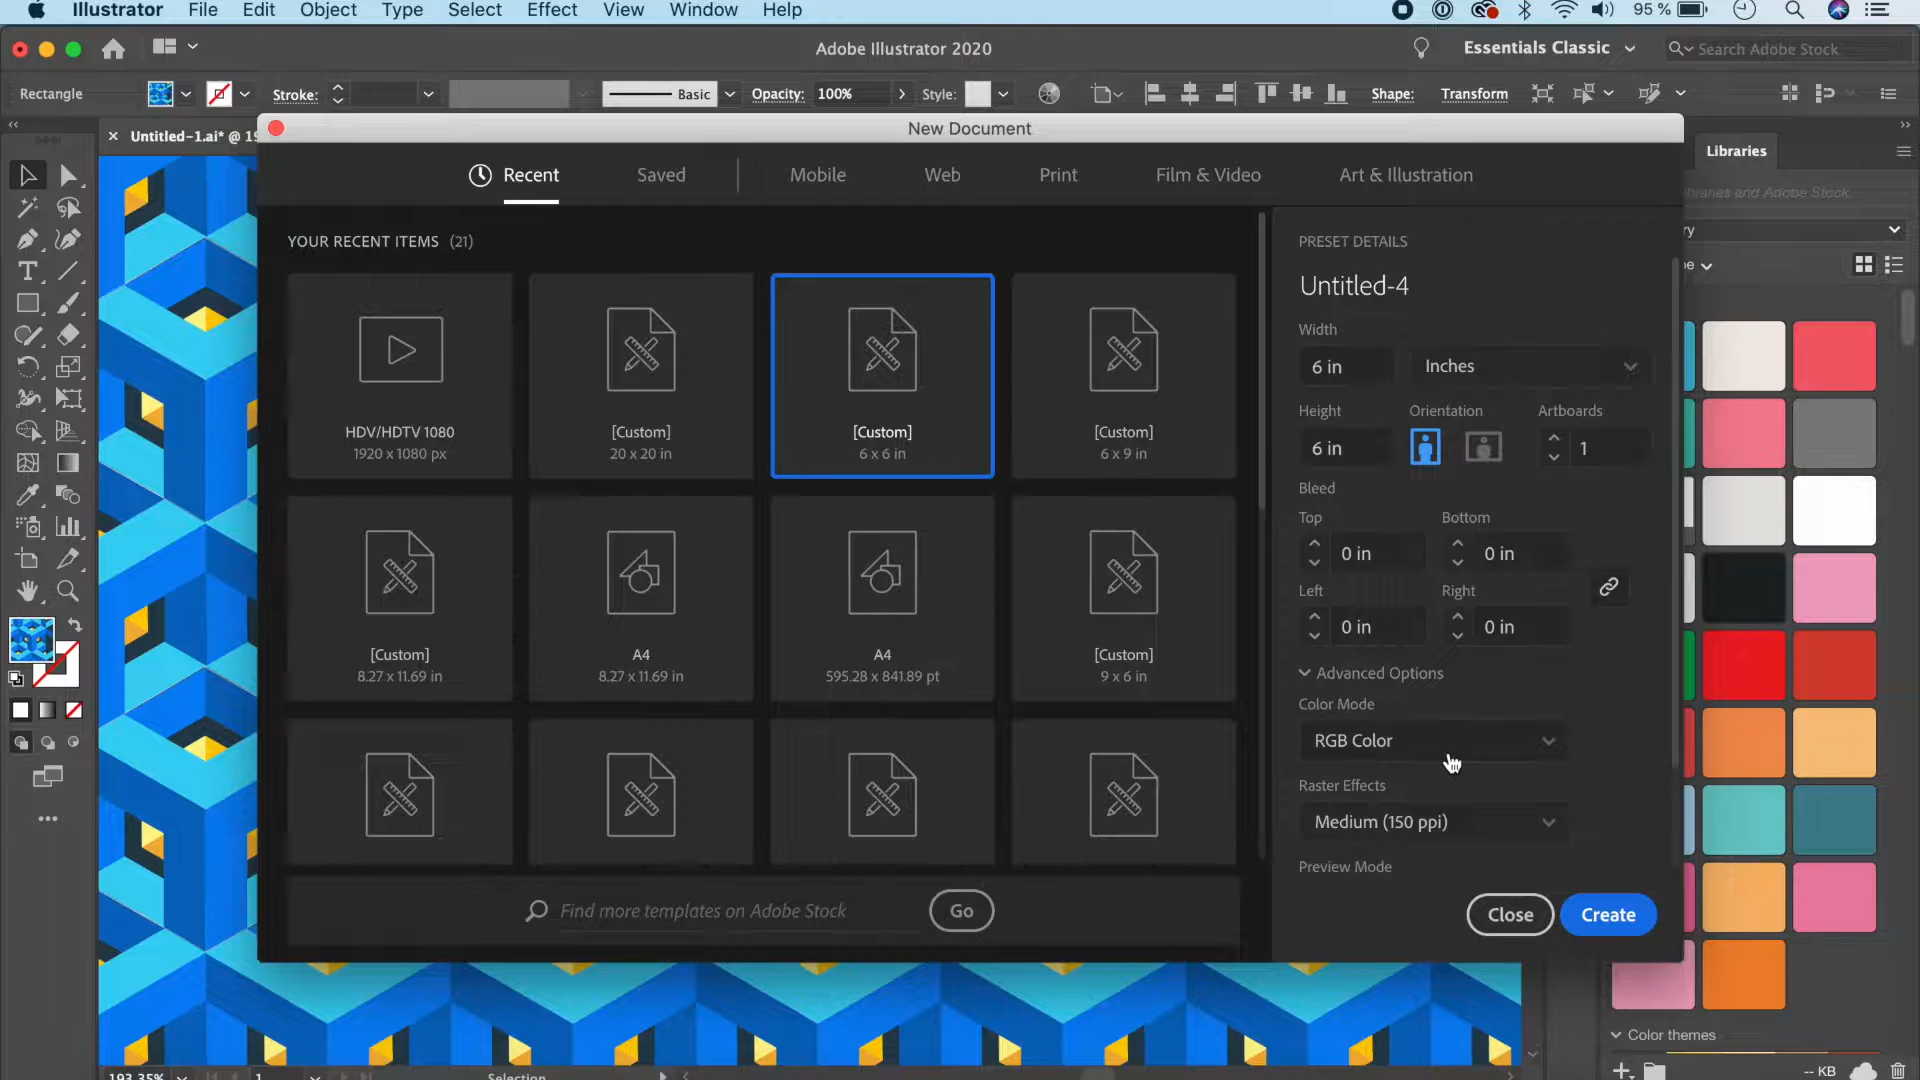 Illustrator File Edit Object Type Select Effect View Window Help 95 %
Adobe Illustrator 2020
Essentials Classic
Search Adobe Stock
Rectangle
Stroke:
Basic
Opacity: 100%
Style:
Shape:
Transform
× Untitled-1.ai* @ 19
New Document
Recent Saved Mobile Web Print Film & Video Art & Illustration
Libraries
YOUR RECENT ITEMS (21)
HDV/HDTV 1080
1920 x 1080 px
[Custom]
20 x 20 in
[Custom]
6 x 6 in
[Custom]
6 x 9 in
[Custom]
8.27 x 11.69 in
A4
8.27 x 11.69 in
A4
595.28 x 841.89 pt
[Custom]
9 x 6 in
Find more templates on Adobe Stock
Go
PRESET DETAILS
Untitled-4
Width
6 in
Inches
Height
Orientation
Artboards
6 in
1
Bleed
Top
Bottom
0 in
0 in
Left
Right
0 in
0 in
Advanced Options
Color Mode
RGB Color
Raster Effects
Medium (150 ppi)
Preview Mode
Close
Create
and Adobe Stock
Color themes
193.35%
1
Selection
-- KB